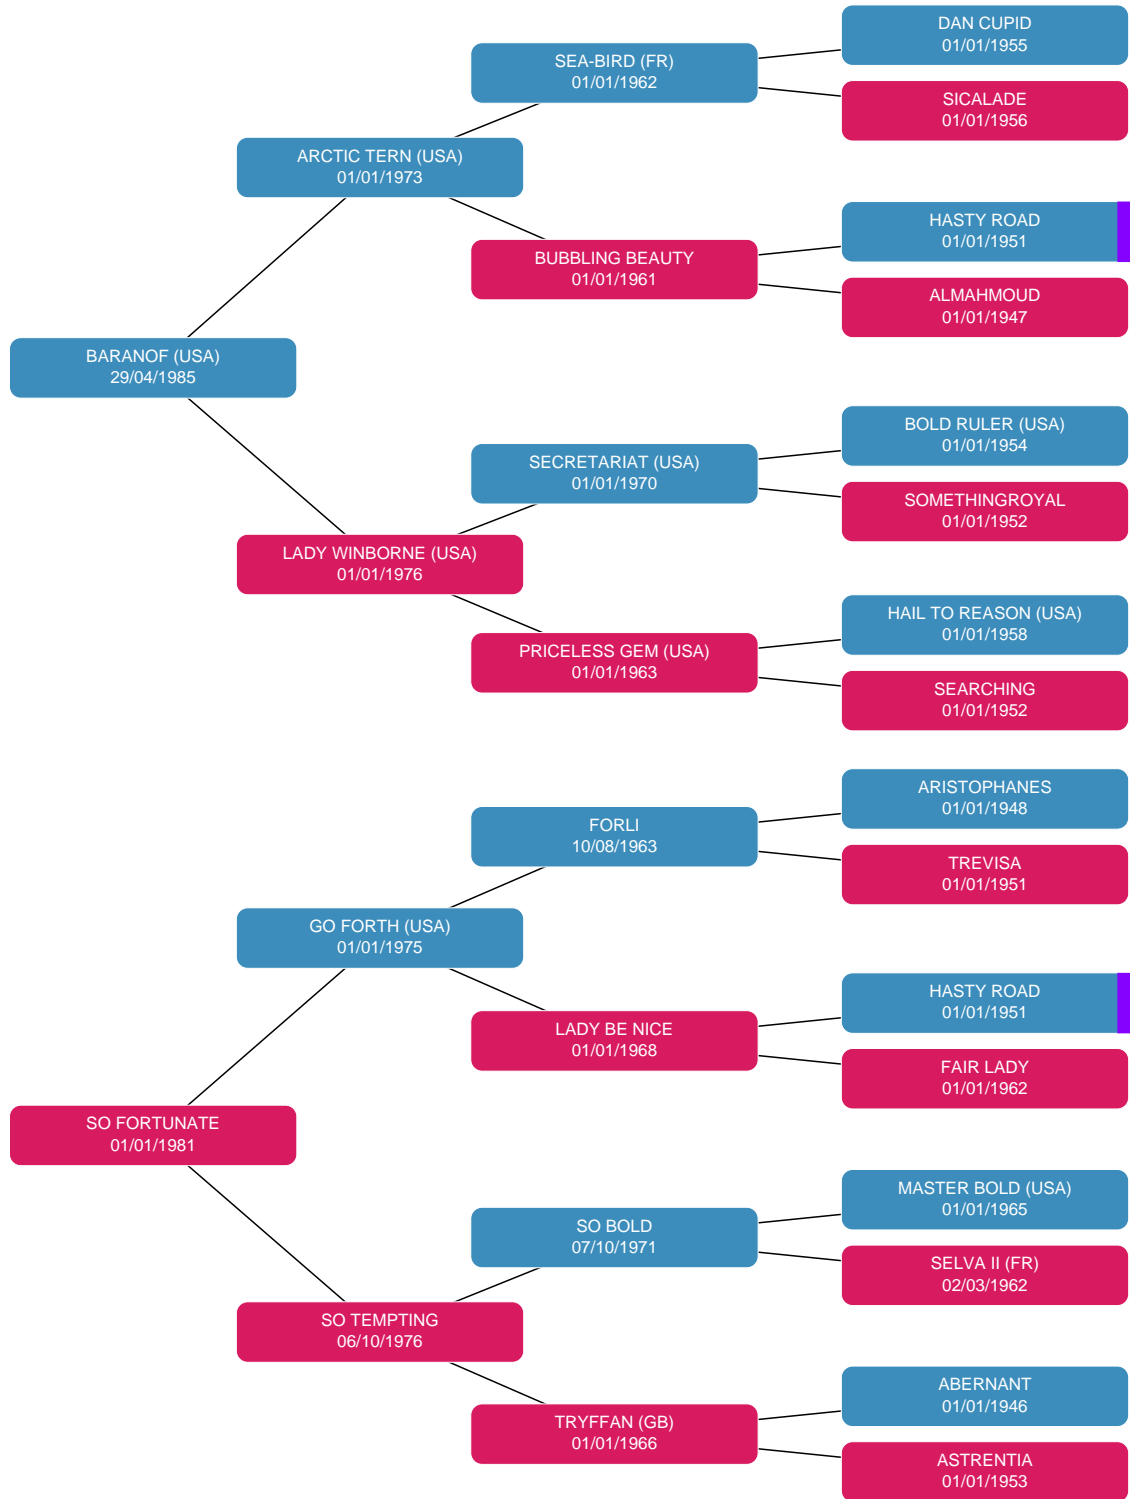 DAN CUPID
01/01/1955
SEA-BIRD (FR)
01/01/1962
SICALADE
01/01/1956
ARCTIC TERN (USA)
01/01/1973
HASTY ROAD
01/01/1951
BUBBLING BEAUTY
01/01/1961
ALMAHMOUD
01/01/1947
BARANOF (USA)
29/04/1985
BOLD RULER (USA)
01/01/1954
SECRETARIAT (USA)
01/01/1970
SOMETHINGROYAL
01/01/1952
LADY WINBORNE (USA)
01/01/1976
HAIL TO REASON (USA)
01/01/1958
PRICELESS GEM (USA)
01/01/1963
SEARCHING
01/01/1952
ARISTOPHANES
01/01/1948
FORLI
10/08/1963
TREVISA
01/01/1951
GO FORTH (USA)
01/01/1975
HASTY ROAD
01/01/1951
LADY BE NICE
01/01/1968
FAIR LADY
01/01/1962
SO FORTUNATE
01/01/1981
MASTER BOLD (USA)
01/01/1965
SO BOLD
07/10/1971
SELVA II (FR)
02/03/1962
SO TEMPTING
06/10/1976
ABERNANT
01/01/1946
TRYFFAN (GB)
01/01/1966
ASTRENTIA
01/01/1953